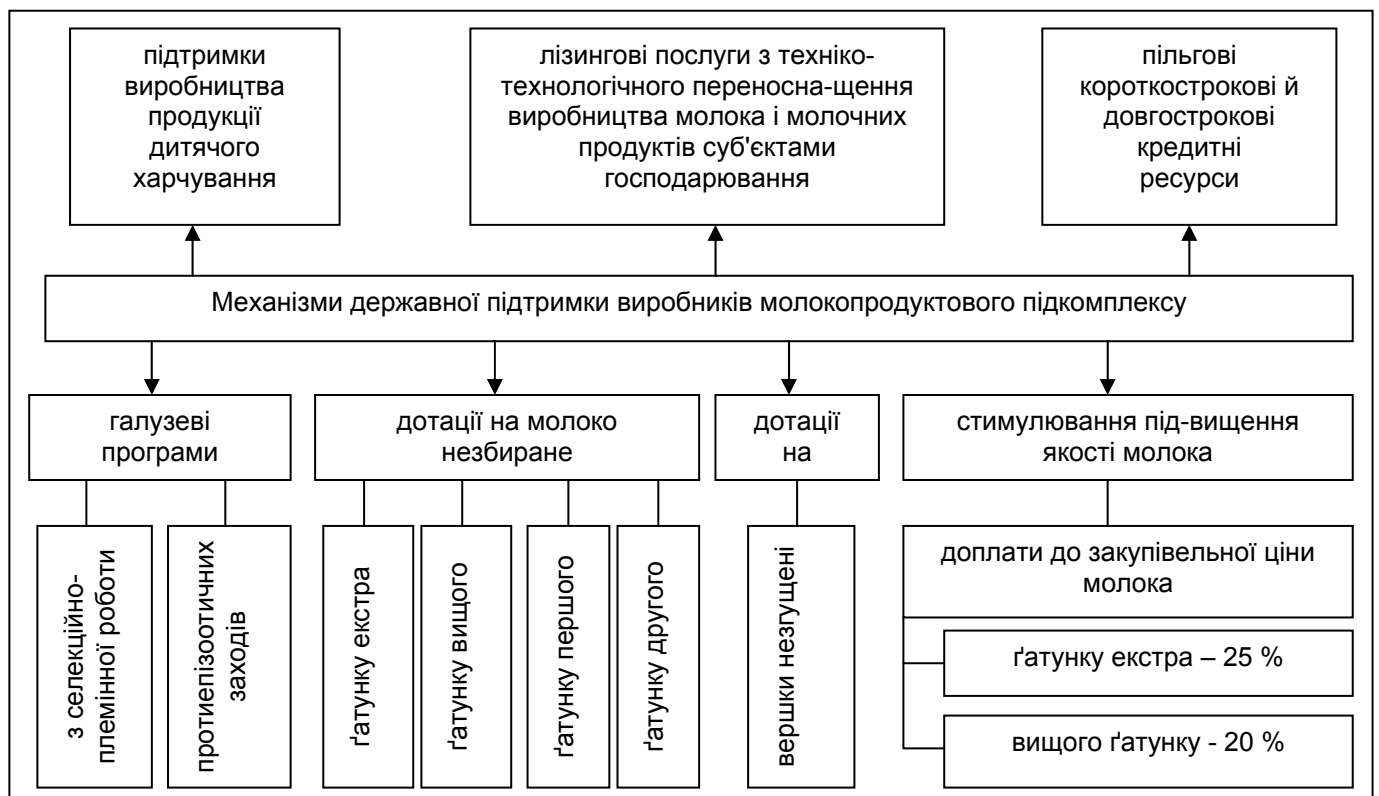 підтримки
виробництва
продукції
дитячого
харчування
лізингові послуги з техніко-
технологічного переосна-щення
виробництва молока і молочних
продуктів суб'єктами
господарювання
пільгові
короткострокові й
довгострокові
кредитні
ресурси
Механізми державної підтримки виробників молокопродуктового підкомплексу
галузеві
програми
дотації на молоко
незбиране
дотації
на
стимулювання під-вищення
якості молока
з селекційно-
племінної роботи
протиепізоотичних
заходів
ґатунку екстра
ґатунку вищого
ґатунку першого
ґатунку другого
вершки незгущені
доплати до закупівельної ціни
молока
ґатунку екстра – 25 %
вищого ґатунку - 20 %